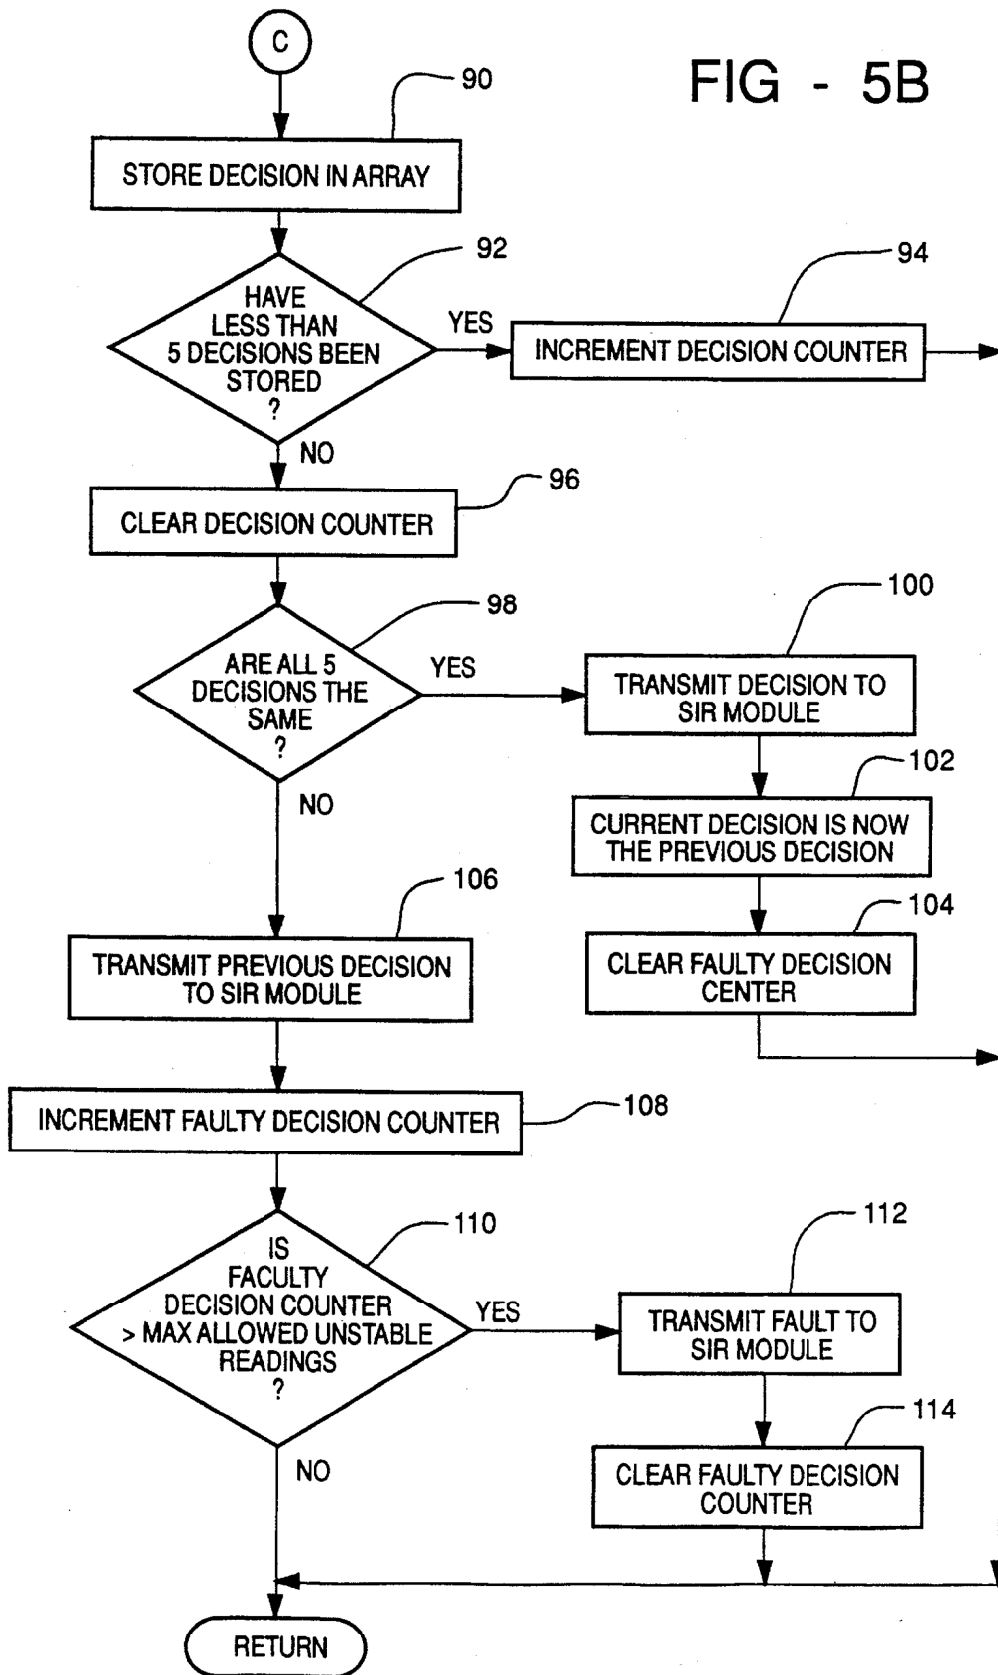 C
FIG - 5B
90
STORE DECISION IN ARRAY
92
HAVE
LESS THAN
5 DECISIONS BEEN
STORED
?
YES
94
INCREMENT DECISION COUNTER
NO
96
CLEAR DECISION COUNTER
98
ARE ALL 5
DECISIONS THE
SAME
?
YES
100
TRANSMIT DECISION TO
SIR MODULE
102
CURRENT DECISION IS NOW
THE PREVIOUS DECISION
104
CLEAR FAULTY DECISION
CENTER
NO
106
TRANSMIT PREVIOUS DECISION
TO SIR MODULE
108
INCREMENT FAULTY DECISION COUNTER
110
IS
FACULTY
DECISION COUNTER
> MAX ALLOWED UNSTABLE
READINGS
?
YES
112
TRANSMIT FAULT TO
SIR MODULE
114
CLEAR FAULTY DECISION
COUNTER
NO
RETURN